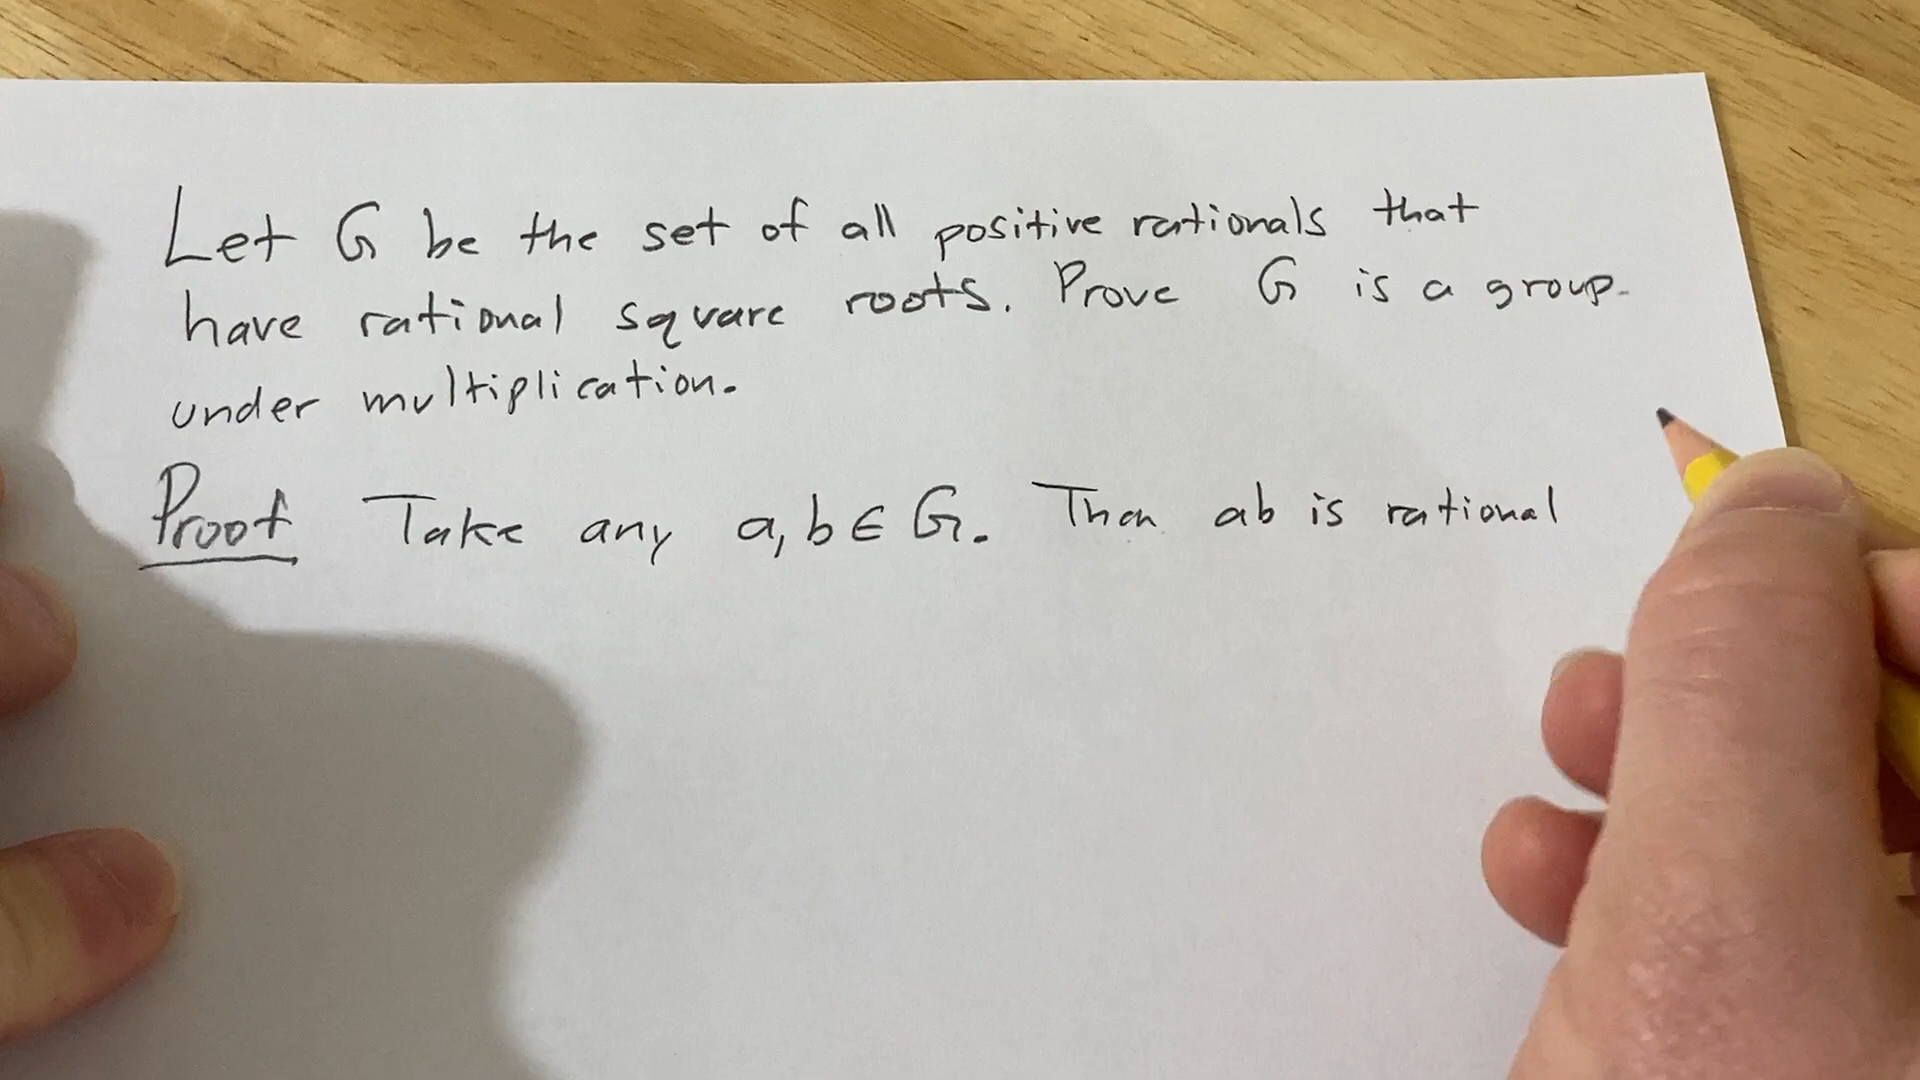 Let G be the set of all positive rationals that
have rational square roots. Prove G is a group
under multiplication.
Proof Take any a, b ∈ G. Then ab is rational